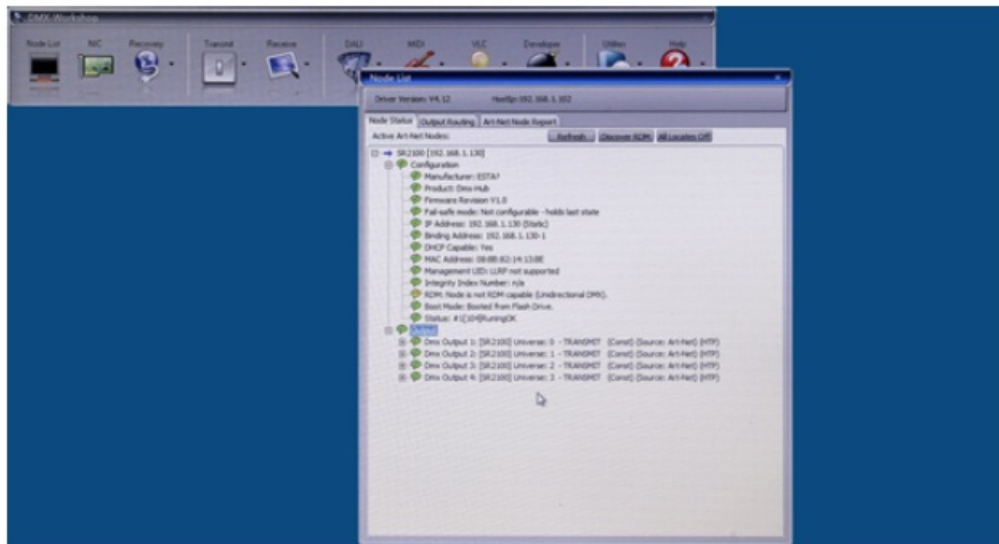 DMX-Workshop
Node List
NIC
Recovery
Transmit
Receive
DALI
MIDI
VLC
Developer
Utilities
Help
Node List
Driver Version: V4.12
HostIp:192.168.1.102
Node Status
Output Routing
Art-Net Node Report
Active Art-Net Nodes:
Refresh
Discover RDM
All Locates Off
SR2100 [192.168.1.130]
Configuration
Manufacturer: ESTA?
Product: Dmx-Hub
Firmware Revision V1.0
Fail-safe mode: Not configurable - holds last state
IP Address: 192.168.1.130 (Static)
Binding Address: 192.168.1.130-1
DHCP Capable: Yes
MAC Address:
Management UID: LLRP not supported
Integrity Index Number: n/a
RDM: Node is not RDM capable (Unidirectional DMX).
Boot Mode: Booted from Flash Drive.
Status: #1[104]RuningOK
Output
Dmx Output 1: [SR2100] Universe: 0 - TRANSMIT (Const) (Source: Art-Net) (HTP)
Dmx Output 2: [SR2100] Universe: 1 - TRANSMIT (Const) (Source: Art-Net) (HTP)
Dmx Output 3: [SR2100] Universe: 2 - TRANSMIT (Const) (Source: Art-Net) (HTP)
Dmx Output 4: [SR2100] Universe: 3 - TRANSMIT (Const) (Source: Art-Net) (HTP)